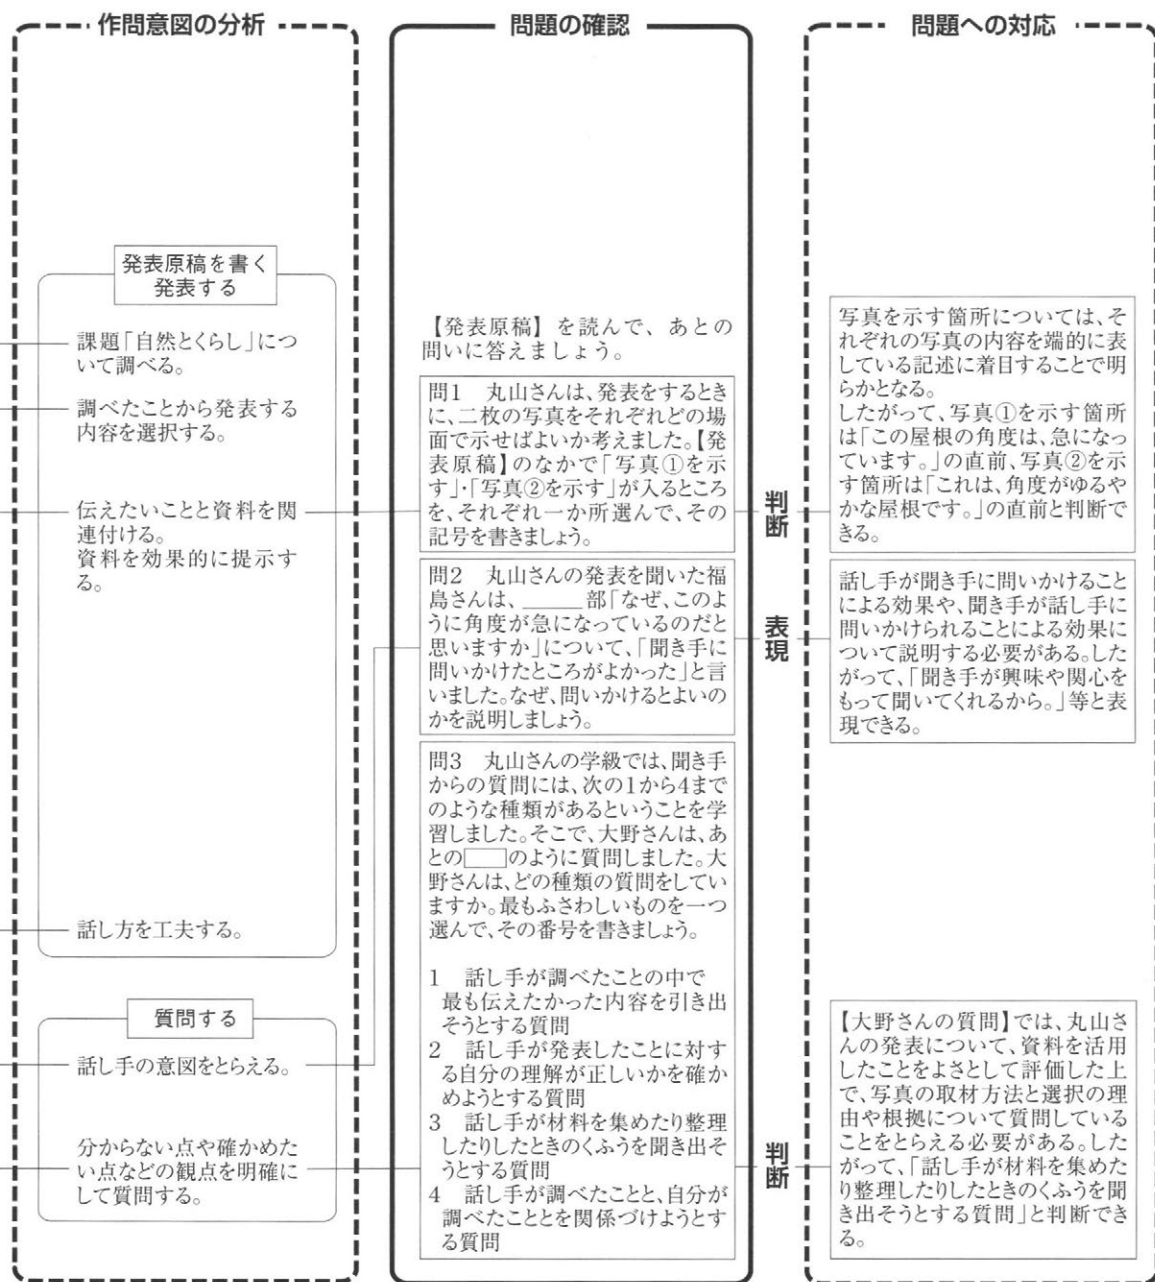 作問意図の分析
発表原稿を書く
発表する
課題「自然とくらし」につ
いて調べる。
調べたことから発表する
内容を選択する。
伝えたいことと資料を関
連付ける。
資料を効果的に提示す
る。
話し方を工夫する。
質問する
話し手の意図をとらえる。
分からない点や確かめた
い点などの観点を明確に
して質問する。
問題の確認
【発表原稿】を読んで、あとの
問いに答えましょう。
問1 丸山さんは、発表をするとき
に、二枚の写真をそれぞれどの場
面で示せばよいか考えました。【発
表原稿】のなかで「写真①を示
す」・「写真②を示す」が入るところ
を、それぞれ一か所選んで、その
記号を書きましょう。
問2 丸山さんの発表を聞いた福
島さんは、______部「なぜ、このよ
うに角度が急になっているのだと
思いますか」について、「聞き手に
問いかけたところがよかった」と言
いました。なぜ、問いかけるとよいの
かを説明しましょう。
問3 丸山さんの学級では、聞き手
からの質問には、次の1から4まで
のような種類があるということを学
習しました。そこで、大野さんは、あ
との□のように質問しました。大
野さんは、どの種類の質問をしてい
ますか。最もふさわしいものを一つ
選んで、その番号を書きましょう。
1 話し手が調べたことの中で
最も伝えたかった内容を引き出
そうとする質問
2 話し手が発表したことに対す
る自分の理解が正しいかを確か
めようとする質問
3 話し手が材料を集めたり整理
したりしたときのくふうを聞き出そ
うとする質問
4 話し手が調べたことと、自分が
調べたこととを関係づけようとす
る質問
判断
表現
判断
問題への対応
写真を示す箇所については、そ
れぞれの写真の内容を端的に表
している記述に着目することで明
らかとなる。
したがって、写真①を示す箇所
は「この屋根の角度は、急になっ
ています。」の直前、写真②を示
す箇所は「これは、角度がゆるや
かな屋根です。」の直前と判断で
きる。
話し手が聞き手に問いかけること
による効果や、聞き手が話し手に
問いかけられることによる効果に
ついて説明する必要がある。した
がって、「聞き手が興味や関心を
もって聞いてくれるから。」等と表
現できる。
【大野さんの質問】では、丸山さ
んの発表について、資料を活用
したことをよさとして評価した上
で、写真の取材方法と選択の理
由や根拠について質問している
ことをとらえる必要がある。した
がって、「話し手が材料を集めた
り整理したりしたときのくふうを聞
き出そうとする質問」と判断でき
る。